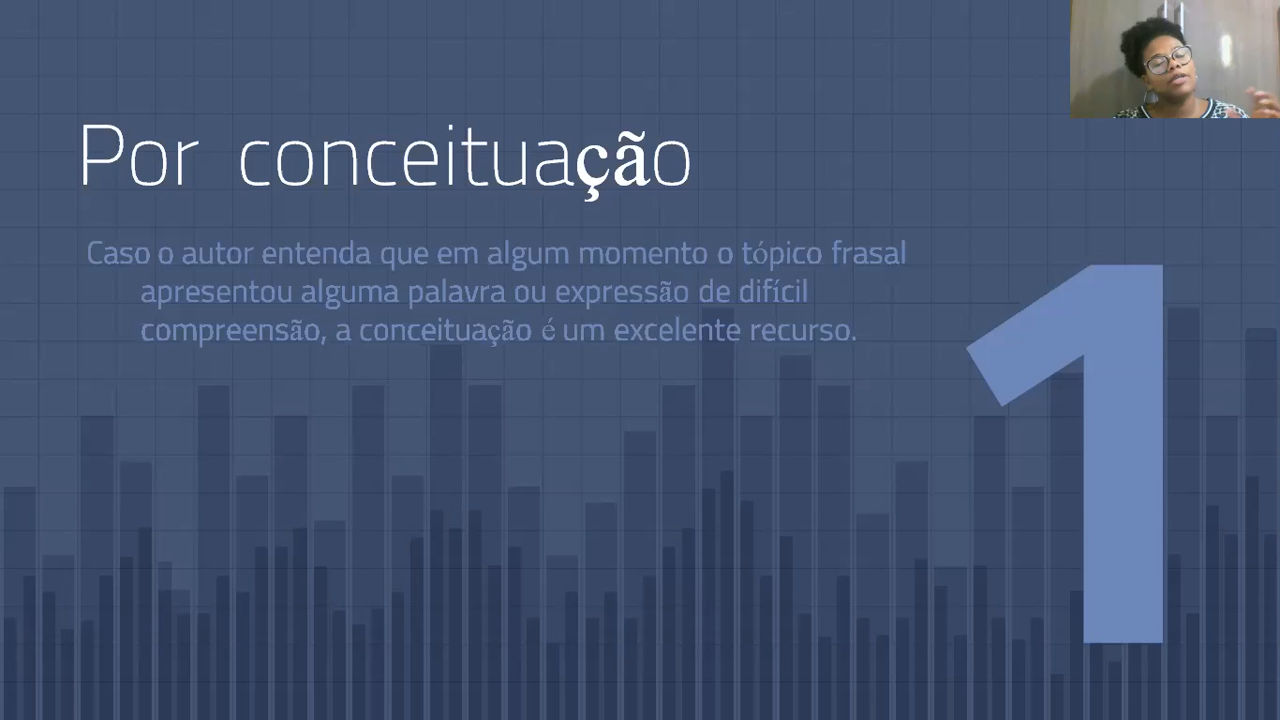 Por conceituação
Caso o autor entenda que em algum momento o tópico frasal
apresentou alguma palavra ou expressão de difícil
compreensão, a conceituação é um excelente recurso.
1